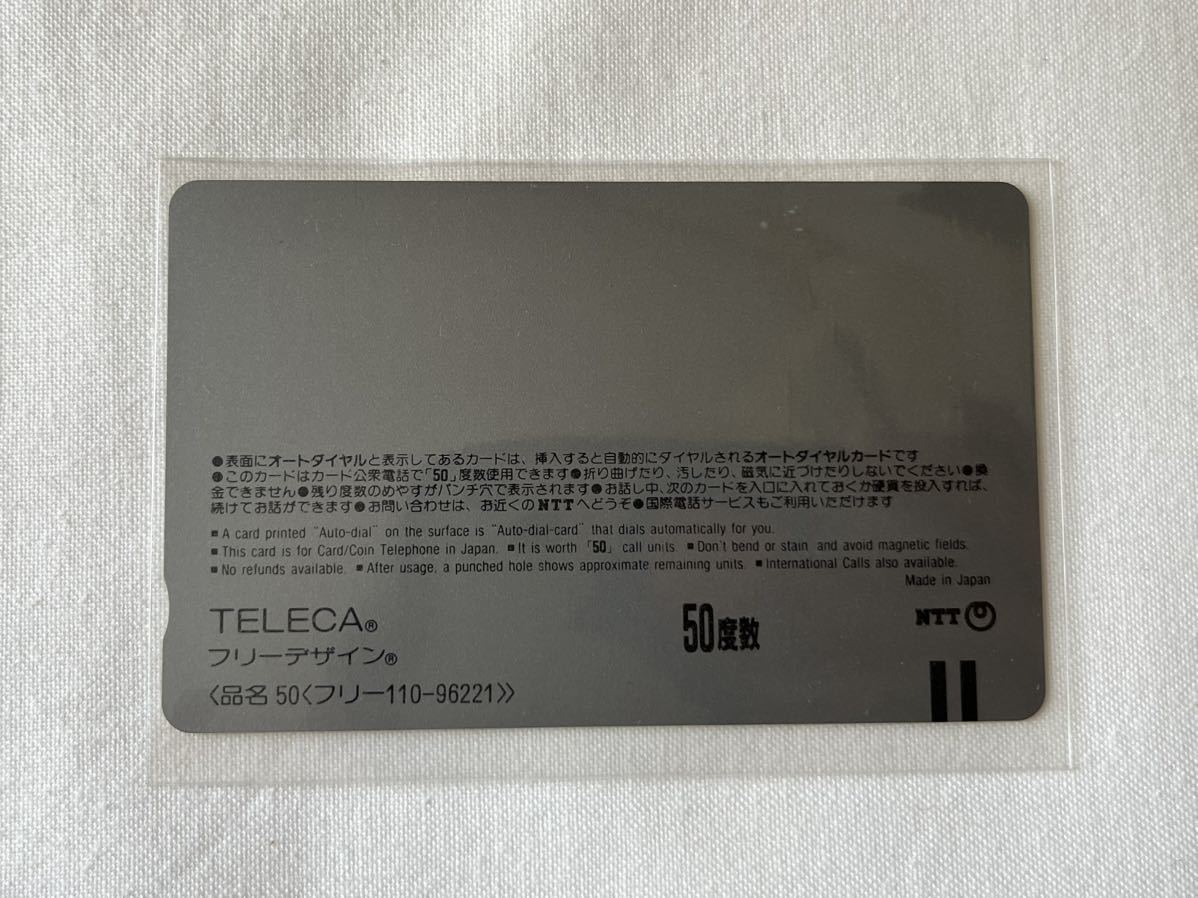 ●表面にオートダイヤルと表示してあるカードは、挿入すると自動的にダイヤルされるオートダイヤルカードです
●このカードはカード公衆電話で「50」度数使用できます●折り曲げたり、汚したり、磁気に近づけたりしないでください●換
金できません●残り度数のめやすがパンチ穴で表示されます●お話し中、次のカードを入口に入れておくか硬貨を投入すれば、
続けてお話ができます●お問い合わせは、お近くのNTTへどうぞ●国際電話サービスもご利用いただけます
■A card printed "Auto-dial" on the surface is "Auto-dial-card" that dials automatically for you.
■This card is for Card/Coin Telephone in Japan. ■It is worth 「50」 call units. ■Don't bend or stain and avoid magnetic fields.
■No refunds available. ■After usage, a punched hole shows approximate remaining units. ■International Calls also available.
Made in Japan
TELECA®
フリーデザイン®
〈品名 50〈フリー110-96221〉〉
50度数
NTT